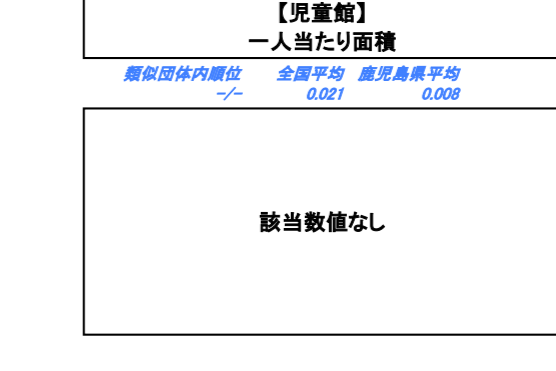 【児童館】
一人当たり面積
類似団体内順位 全国平均 鹿児島県平均
-/- 0.021 0.008
該当数値なし